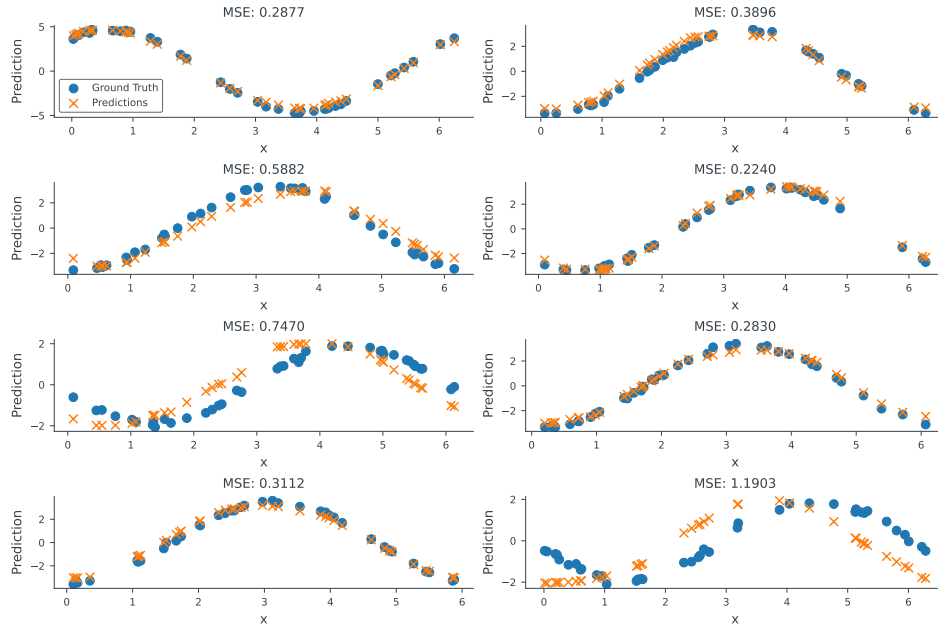 MSE: 0.2877
5
0
−5
Prediction
Ground Truth
Predictions
0 1 2 3 4 5 6
x
MSE: 0.3896
2
0
−2
Prediction
0 1 2 3 4 5 6
x
MSE: 0.5882
2
0
−2
Prediction
0 1 2 3 4 5 6
x
MSE: 0.2240
2
0
−2
Prediction
0 1 2 3 4 5 6
x
MSE: 0.7470
2
0
−2
Prediction
0 1 2 3 4 5 6
x
MSE: 0.2830
2
0
−2
Prediction
0 1 2 3 4 5 6
x
MSE: 0.3112
2
0
−2
Prediction
0 1 2 3 4 5 6
x
MSE: 1.1903
2
0
−2
Prediction
0 1 2 3 4 5 6
x